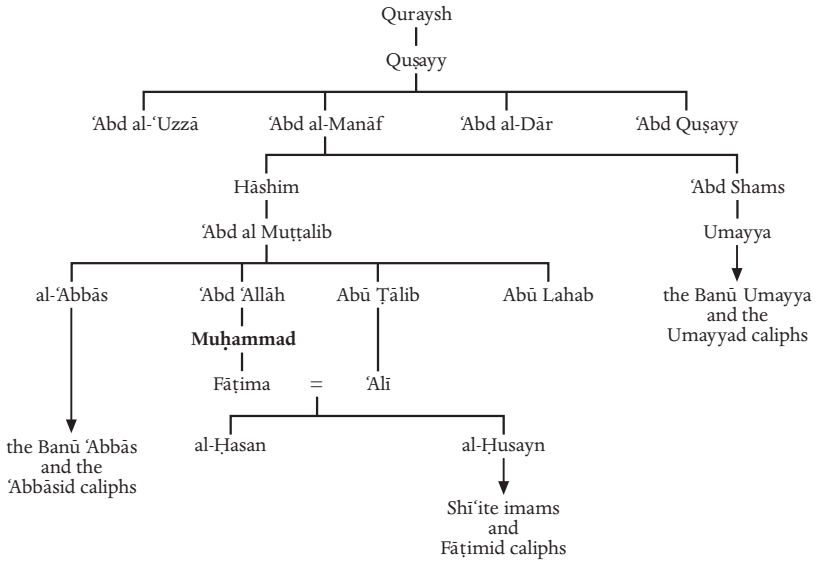 Quraysh
Quṣayy
ʿAbd al-ʿUzzā
ʿAbd al-Manāf
ʿAbd al-Dār
ʿAbd Quṣayy
Hāshim
ʿAbd Shams
ʿAbd al Muṭṭalib
Umayya
al-ʿAbbās
ʿAbd ʿAllāh
Abū Ṭālib
Abū Lahab
the Banū Umayya
and the
Umayyad caliphs
Muḥammad
Fāṭima = ʿAlī
the Banū ʿAbbās
and the
ʿAbbāsid caliphs
al-Ḥasan
al-Ḥusayn
Shīʿite imams
and
Fāṭimid caliphs